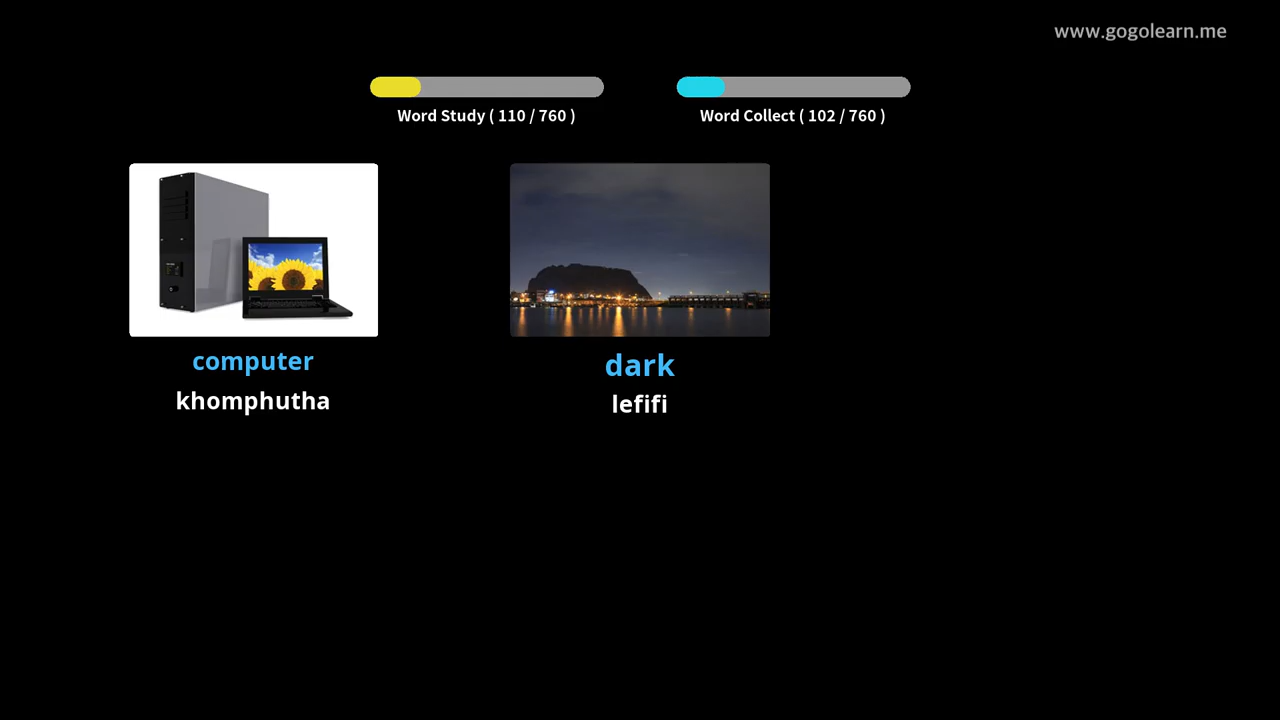 www.gogolearn.me
Word Study ( 110 / 760 )
Word Collect ( 102 / 760 )
computer
khomphutha
dark
lefifi